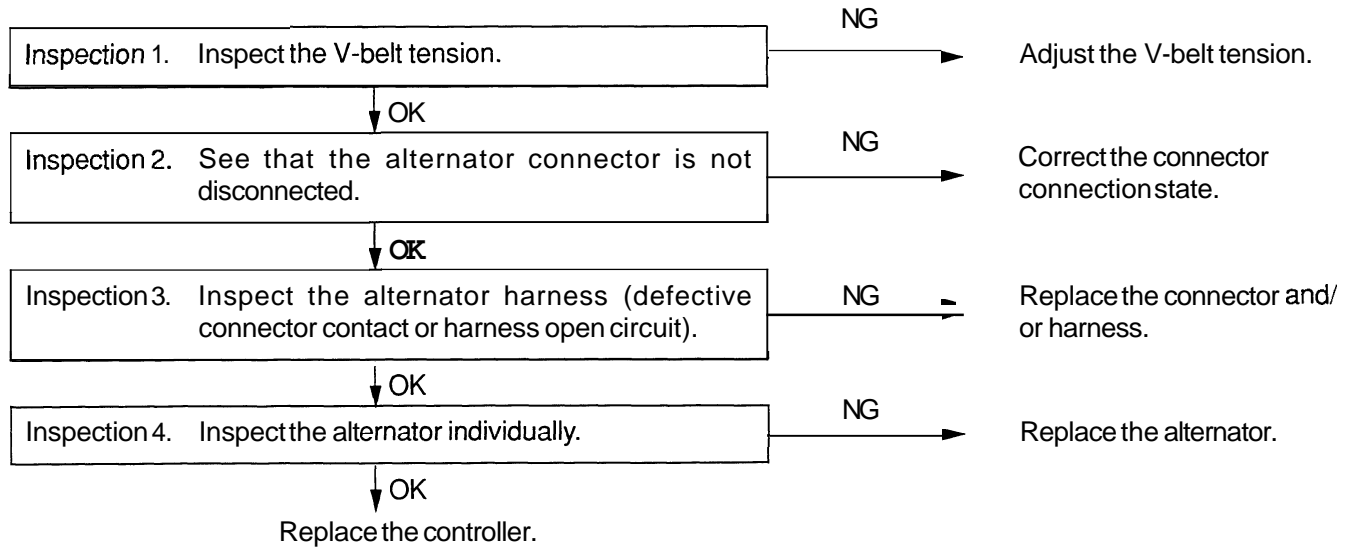 NG
Inspection 1. Inspect the V-belt tension.
Adjust the V-belt tension.
OK
Inspection 2. See that the alternator connector is not
disconnected.
NG
Correct the connector
connection state.
OK
Inspection 3. Inspect the alternator harness (defective
connector contact or harness open circuit).
NG
Replace the connector and/
or harness.
OK
Inspection 4. Inspect the alternator individually.
NG
Replace the alternator.
OK
Replace the controller.